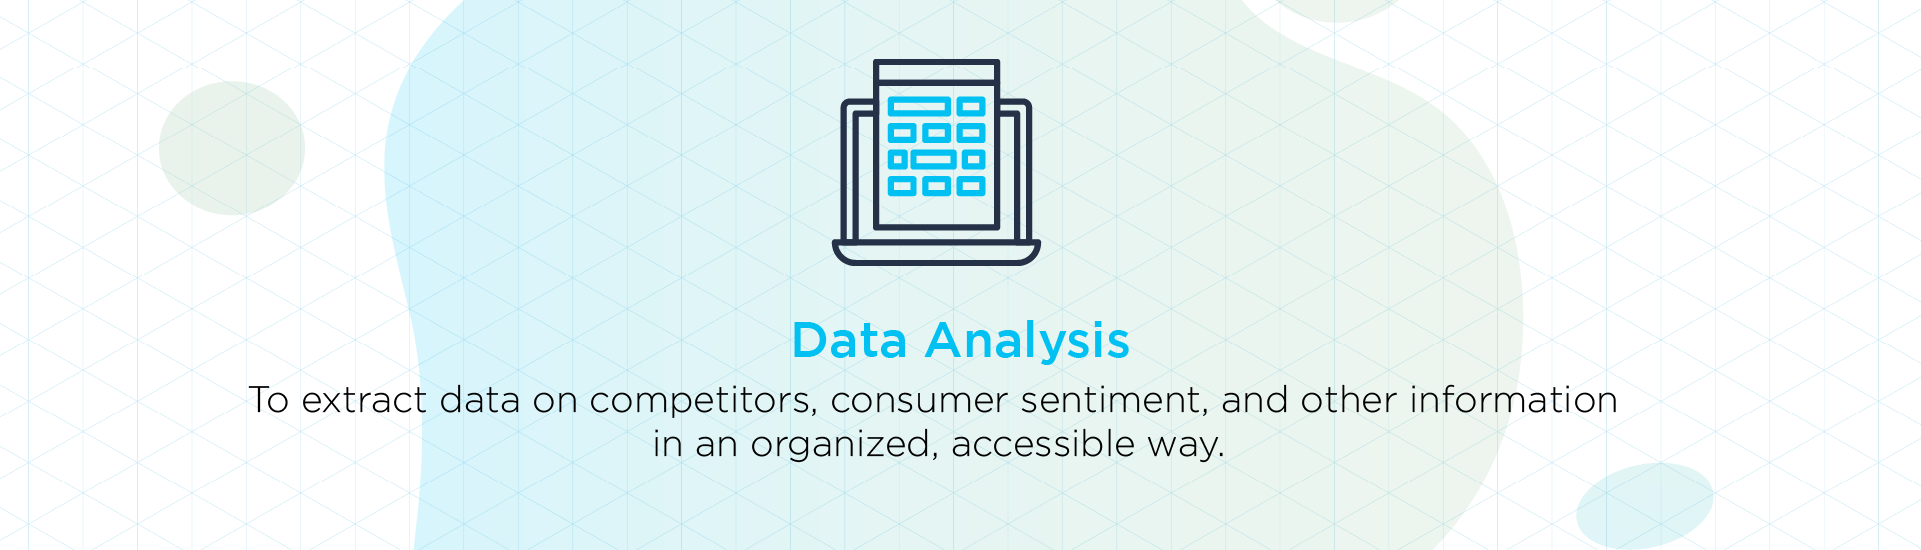 Data Analysis
To extract data on competitors, consumer sentiment, and other information
in an organized, accessible way.